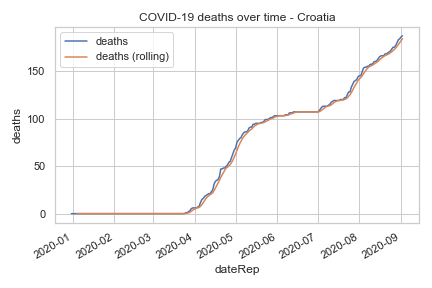 COVID-19 deaths over time - Croatia
deaths
deaths (rolling)
150
100
50
0
deaths
2020-01 2020-02 2020-03 2020-04 2020-05 2020-06 2020-07 2020-08 2020-09
dateRep